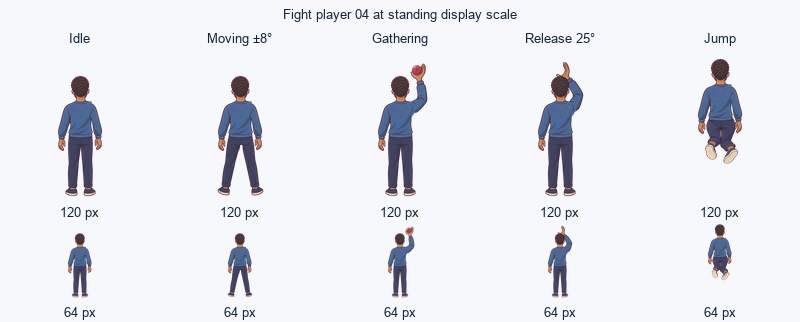 Fight player 04 at standing display scale
Idle Moving ±8° Gathering Release 25° Jump
120 px 120 px 120 px 120 px 120 px
64 px 64 px 64 px 64 px 64 px